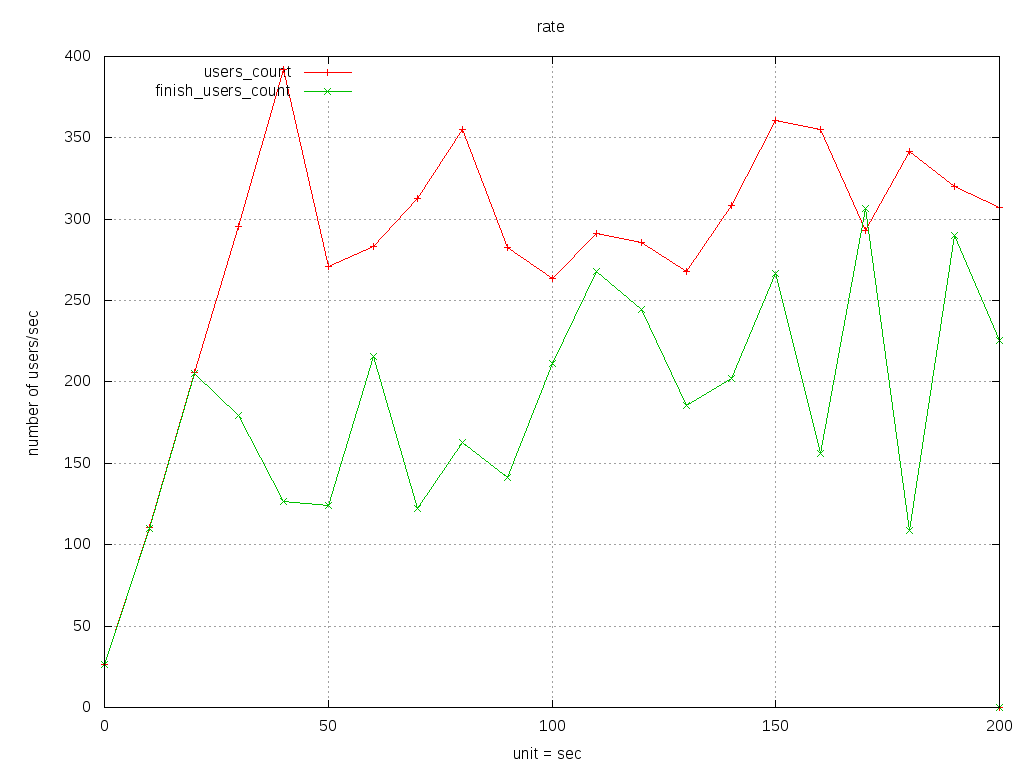 rate
users_count
finish_users_count
400
350
300
250
200
150
100
50
0
number of users/sec
0 50 100 150 200
unit = sec